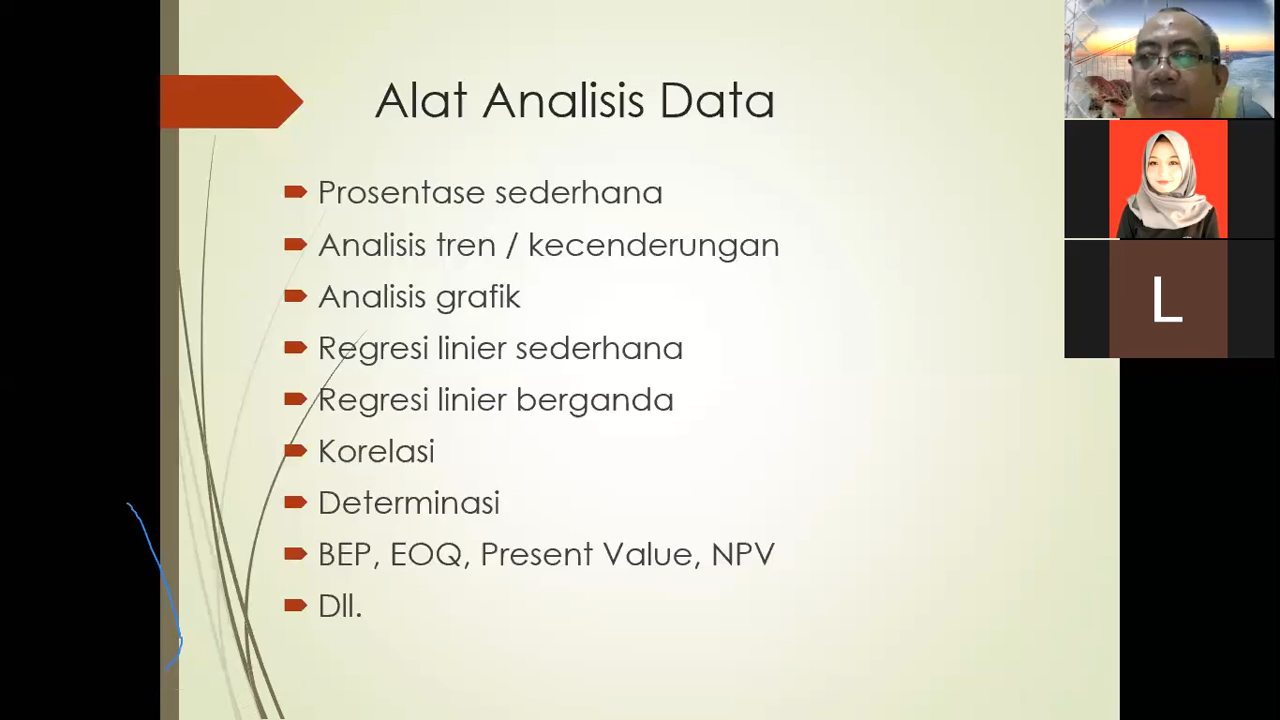 Alat Analisis Data
Prosentase sederhana
Analisis tren / kecenderungan
Analisis grafik
Regresi linier sederhana
Regresi linier berganda
Korelasi
Determinasi
BEP, EOQ, Present Value, NPV
Dll.
L